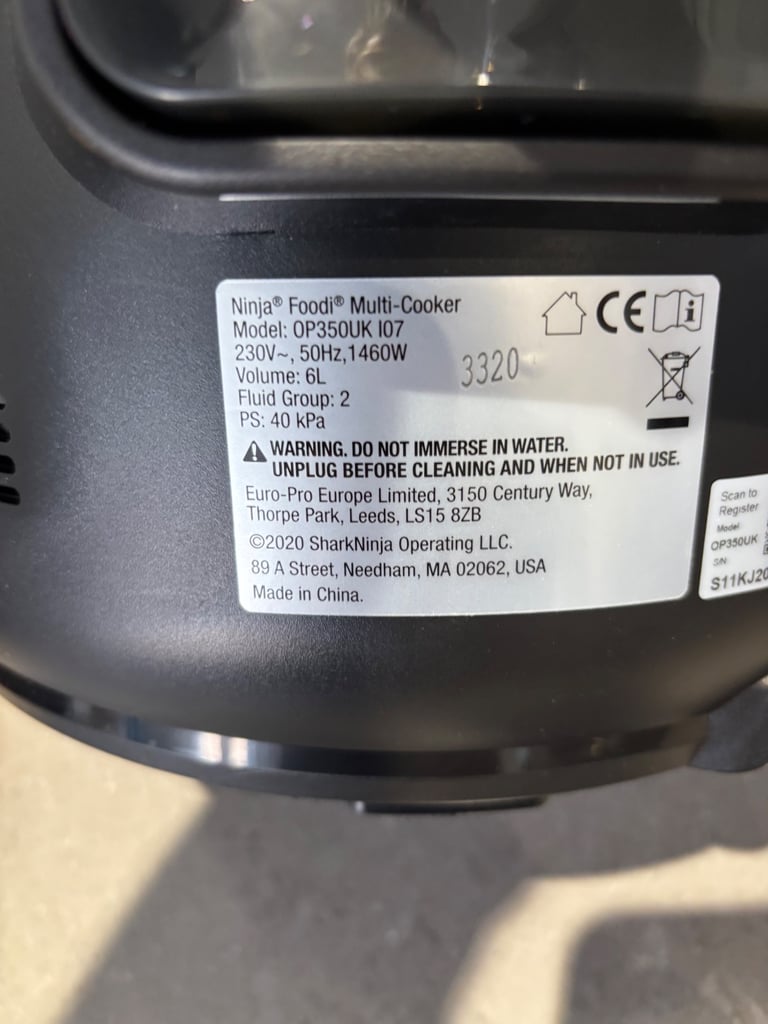 Ninja® Foodi® Multi-Cooker
Model: OP350UK I07
230V~, 50Hz,1460W
3320
Volume: 6L
Fluid Group: 2
PS: 40 kPa
WARNING. DO NOT IMMERSE IN WATER.
UNPLUG BEFORE CLEANING AND WHEN NOT IN USE.
Euro-Pro Europe Limited, 3150 Century Way,
Thorpe Park, Leeds, LS15 8ZB
©2020 SharkNinja Operating LLC.
89 A Street, Needham, MA 02062, USA
Made in China.
CE
i
Scan to
Register
Model
OP350UK
S/N
S11KJ20